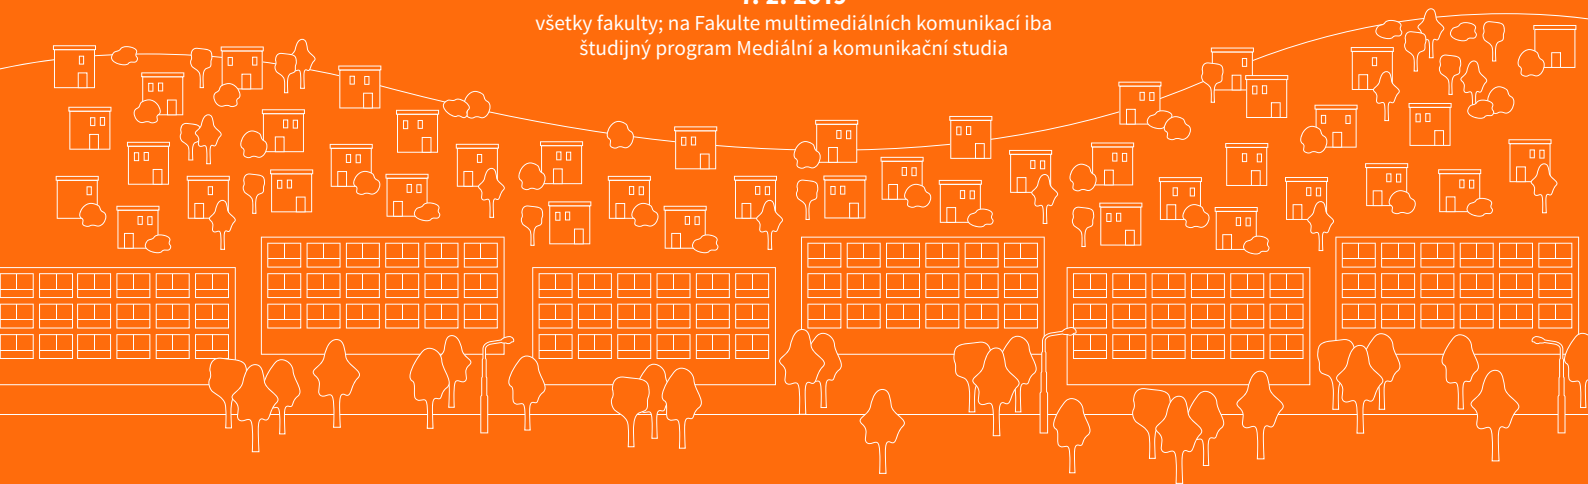 všetky fakulty; na Fakulte multimediálních komunikací iba
študijný program Mediální a komunikační studia